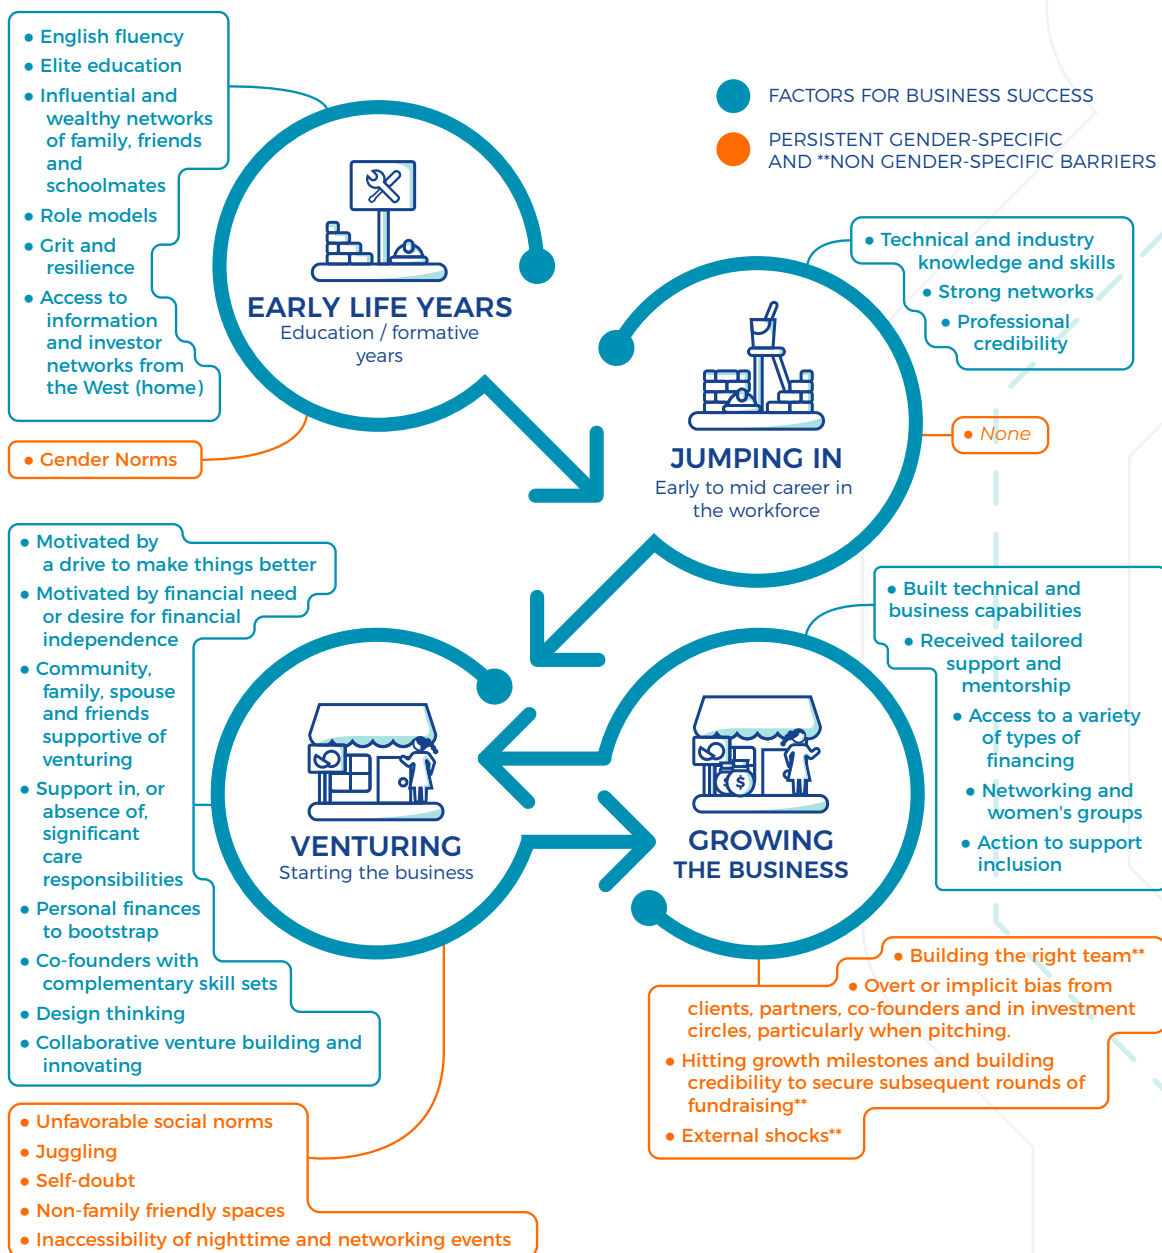 ● English fluency
● Elite education
● Influential and
wealthy networks
of family, friends
and
schoolmates
● Role models
● Grit and
resilience
● Access to
information
and investor
networks from
the West (home)
● Gender Norms
EARLY LIFE YEARS
Education / formative
years
FACTORS FOR BUSINESS SUCCESS
PERSISTENT GENDER-SPECIFIC
AND **NON GENDER-SPECIFIC BARRIERS
● Technical and industry
knowledge and skills
● Strong networks
● Professional
credibility
JUMPING IN
Early to mid career in
the workforce
● None
● Motivated by
a drive to make things better
● Motivated by financial need
or desire for financial
independence
● Community,
family, spouse
and friends
supportive of
venturing
● Support in, or
absence of,
significant
care
responsibilities
● Personal finances
to bootstrap
● Co-founders with
complementary skill sets
● Design thinking
● Collaborative venture building and
innovating
VENTURING
Starting the business
● Unfavorable social norms
● Juggling
● Self-doubt
● Non-family friendly spaces
● Inaccessibility of nighttime and networking events
● Built technical and
business capabilities
● Received tailored
support and
mentorship
● Access to a variety
of types of
financing
● Networking and
women's groups
● Action to support
inclusion
$
$
GROWING
THE BUSINESS
● Building the right team**
● Overt or implicit bias from
clients, partners, co-founders and in investment
circles, particularly when pitching.
● Hitting growth milestones and building
credibility to secure subsequent rounds of
fundraising**
● External shocks**